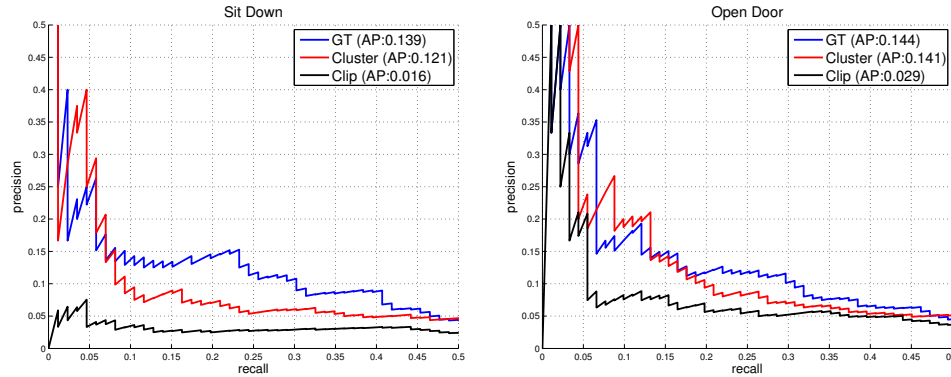 Sit Down
0.5
0.45
0.4
0.35
0.3
0.25
0.2
0.15
0.1
0.05
0
precision
GT (AP:0.139)
Cluster (AP:0.121)
Clip (AP:0.016)
0 0.05 0.1 0.15 0.2 0.25 0.3 0.35 0.4 0.45 0.5
recall
Open Door
0.5
0.45
0.4
0.35
0.3
0.25
0.2
0.15
0.1
0.05
0
precision
GT (AP:0.144)
Cluster (AP:0.141)
Clip (AP:0.029)
0 0.05 0.1 0.15 0.2 0.25 0.3 0.35 0.4 0.45 0.5
recall